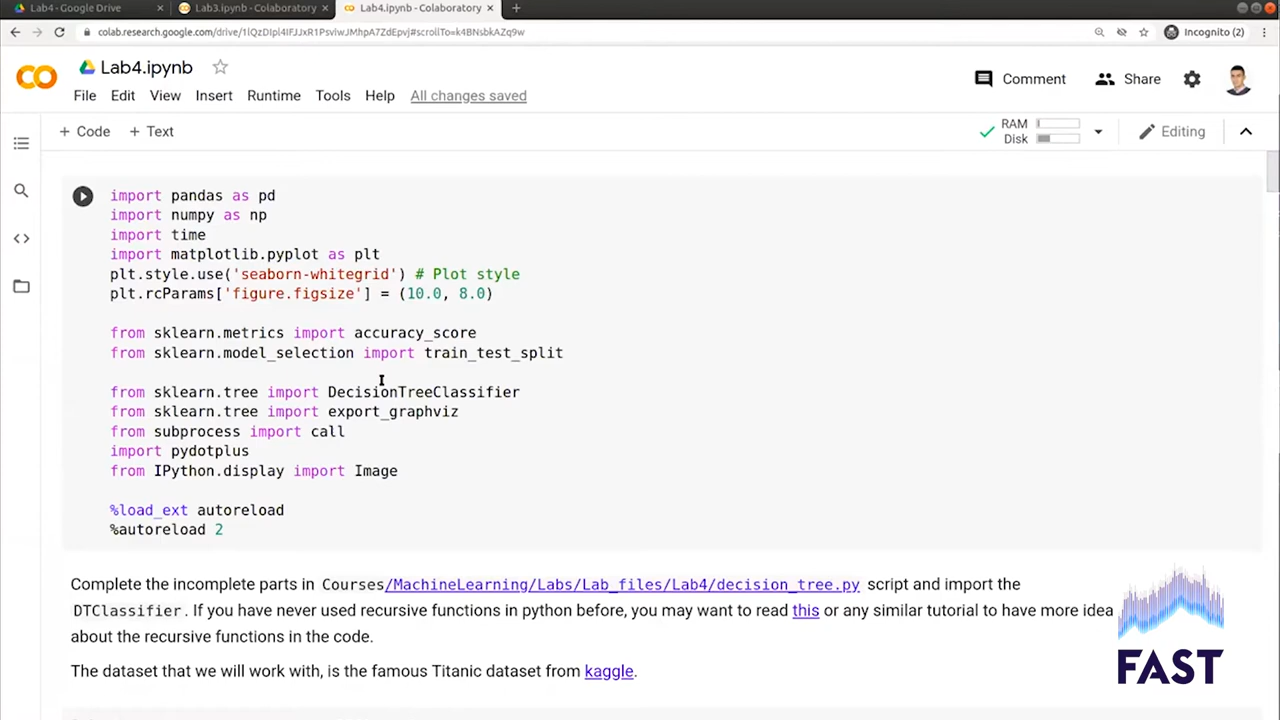 Lab4 - Google Drive
Lab3.ipynb - Colaboratory
Lab4.ipynb - Colaboratory
Incognito (2)
Lab4.ipynb
File Edit View Insert Runtime Tools Help All changes saved
Comment
Share
+ Code + Text
RAM
Disk
Editing
import pandas as pd
import numpy as np
import time
import matplotlib.pyplot as plt
plt.style.use('seaborn-whitegrid') # Plot style
plt.rcParams['figure.figsize'] = (10.0, 8.0)
from sklearn.metrics import accuracy_score
from sklearn.model_selection import train_test_split
from sklearn.tree import DecisionTreeClassifier
from sklearn.tree import export_graphviz
from subprocess import call
import pydotplus
from IPython.display import Image
%load_ext autoreload
%autoreload 2
Complete the incomplete parts in Courses/MachineLearning/Labs/Lab_files/Lab4/decision_tree.py script and import the
DTClassifier. If you have never used recursive functions in python before, you may want to read this or any similar tutorial to have more idea
about the recursive functions in the code.
The dataset that we will work with, is the famous Titanic dataset from kaggle.
FAST